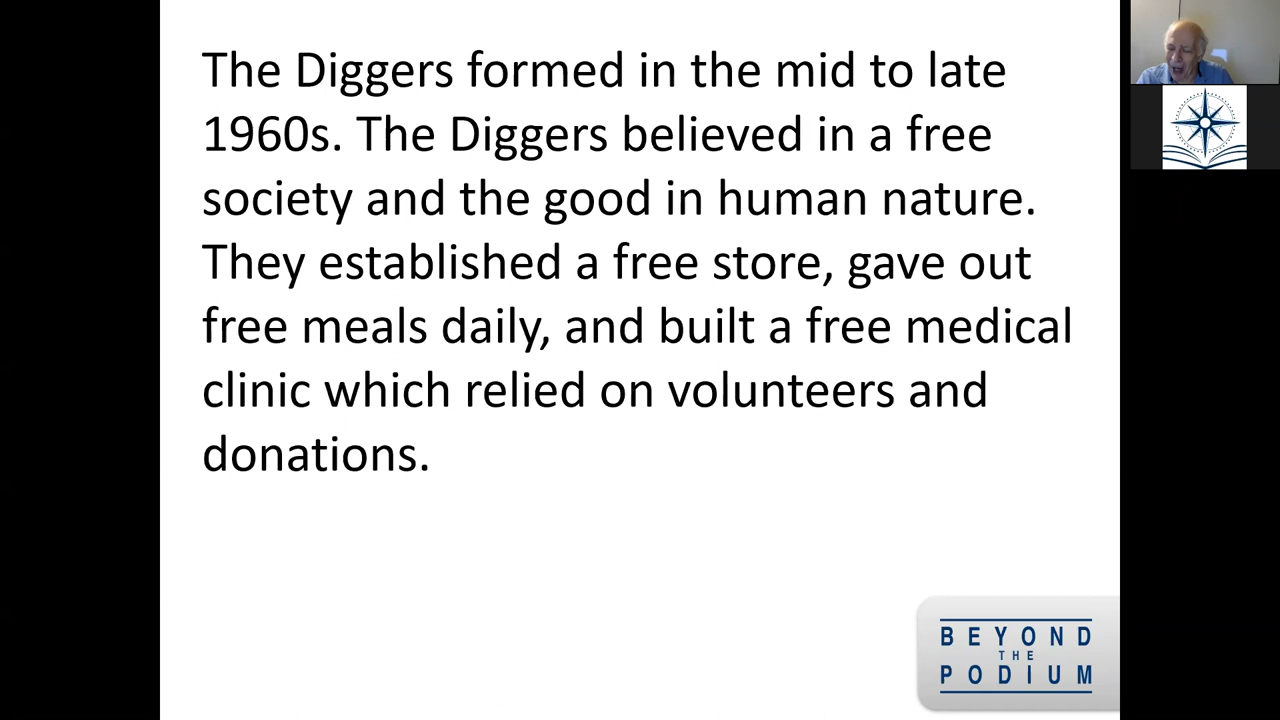 The Diggers formed in the mid to late
1960s. The Diggers believed in a free
society and the good in human nature.
They established a free store, gave out
free meals daily, and built a free medical
clinic which relied on volunteers and
donations.
BEYOND
THE
PODIUM